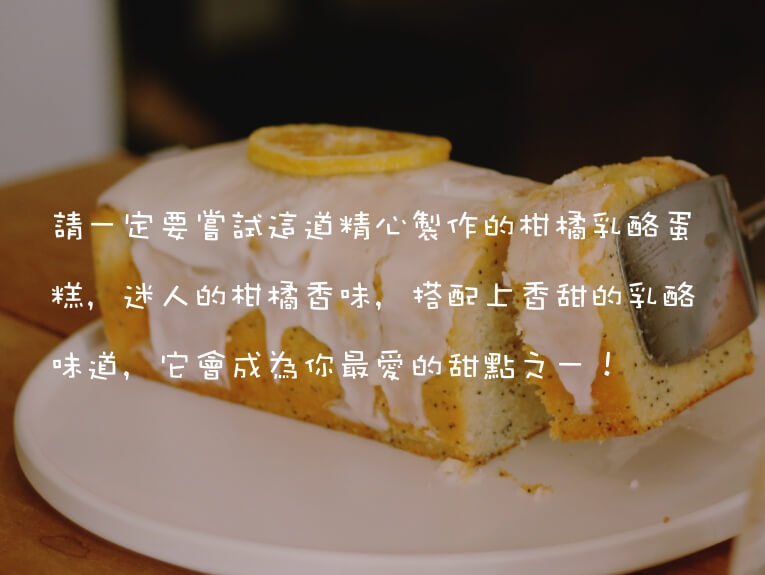 請一定要嘗試這道精心製作的柑橘乳酪蛋
糕,迷人的柑橘香味,搭配上香甜的乳酪
味道,它會成為你最愛的甜點之一!